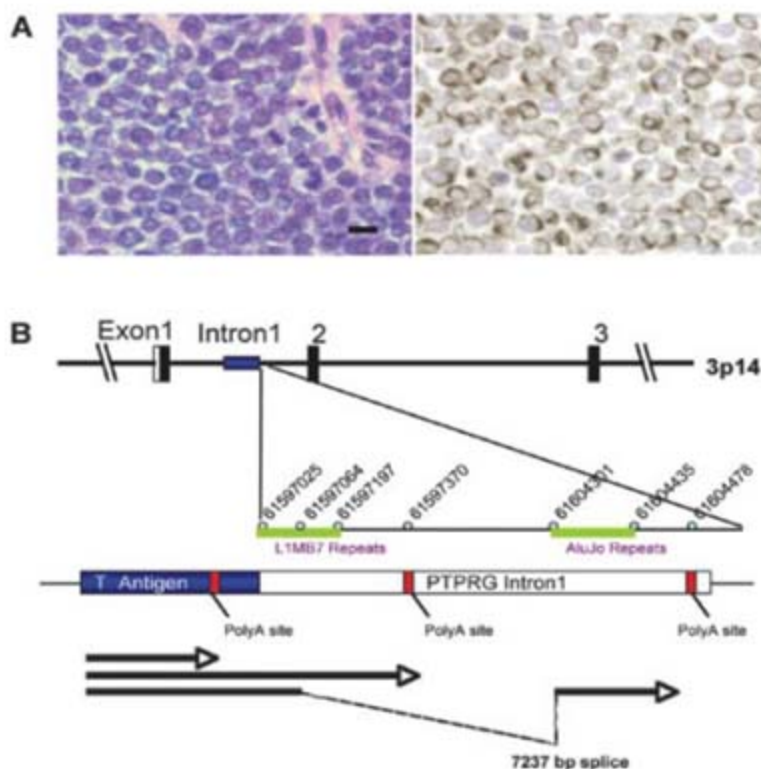 A
B
Exon1 Intron1 2 3
3p14
61597025 61597064 61597197 61597370 61604301 61604435 61604478
L1MB7 Repeats AluJo Repeats
T Antigen PTPRG Intron1
PolyA site PolyA site PolyA site
7237 bp splice